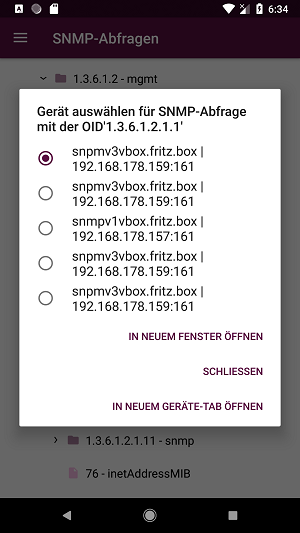 6:34
SNMP-Abfragen
1.3.6.1.2 - mgmt
Gerät auswählen für SNMP-Abfrage
mit der OID'1.3.6.1.2.1.1'
snpmv3vbox.fritz.box |
192.168.178.159:161
snpmv3vbox.fritz.box |
192.168.178.159:161
snmpv1vbox.fritz.box |
192.168.178.157:161
snpmv3vbox.fritz.box |
192.168.178.159:161
snpmv3vbox.fritz.box |
192.168.178.159:161
IN NEUEM FENSTER ÖFFNEN
SCHLIESSEN
IN NEUEM GERÄTE-TAB ÖFFNEN
1.3.6.1.2.1.11 - snmp
76 - inetAddressMIB